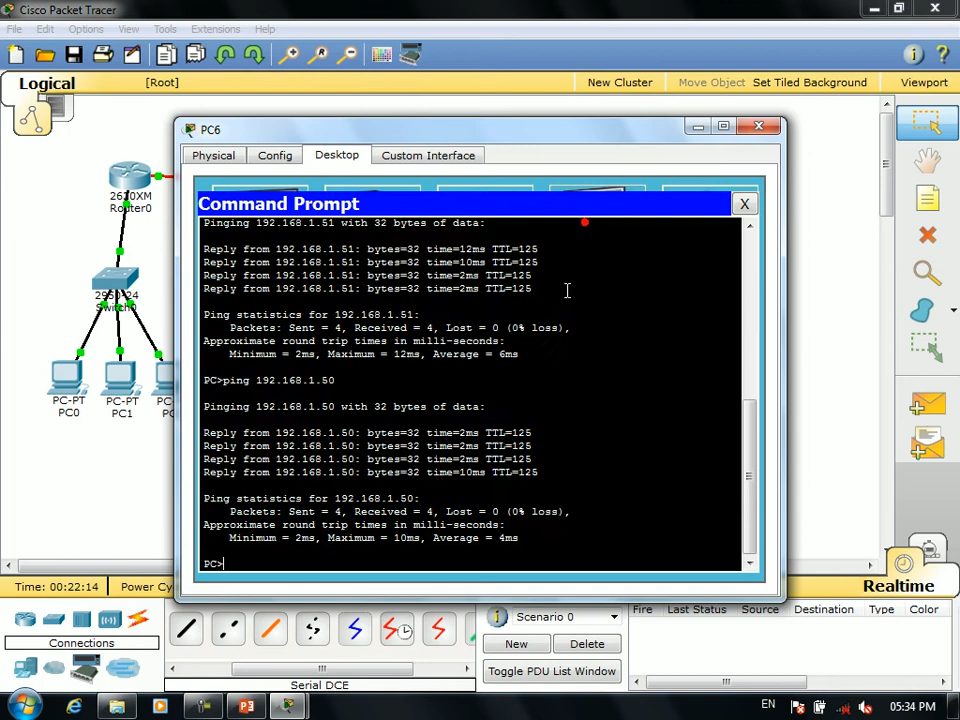 Cisco Packet Tracer
File Edit Options View Tools Extensions Help
Logical [Root] New Cluster Move Object Set Tiled Background Viewport
PC6
Physical Config Desktop Custom Interface
Command Prompt X
Pinging 192.168.1.51 with 32 bytes of data:
Reply from 192.168.1.51: bytes=32 time=12ms TTL=125
Reply from 192.168.1.51: bytes=32 time=10ms TTL=125
Reply from 192.168.1.51: bytes=32 time=2ms TTL=125
Reply from 192.168.1.51: bytes=32 time=2ms TTL=125
Ping statistics for 192.168.1.51:
Packets: Sent = 4, Received = 4, Lost = 0 (0% loss),
Approximate round trip times in milli-seconds:
Minimum = 2ms, Maximum = 12ms, Average = 6ms
PC>ping 192.168.1.50
Pinging 192.168.1.50 with 32 bytes of data:
Reply from 192.168.1.50: bytes=32 time=2ms TTL=125
Reply from 192.168.1.50: bytes=32 time=2ms TTL=125
Reply from 192.168.1.50: bytes=32 time=2ms TTL=125
Reply from 192.168.1.50: bytes=32 time=10ms TTL=125
Ping statistics for 192.168.1.50:
Packets: Sent = 4, Received = 4, Lost = 0 (0% loss),
Approximate round trip times in milli-seconds:
Minimum = 2ms, Maximum = 10ms, Average = 4ms
PC>
Router0
Switch0
PC-PT
PC0
PC-PT
PC1
Time: 00:22:14 Power Cy
Realtime
Connections
Serial DCE
Scenario 0
New Delete
Toggle PDU List Window
Fire Last Status Source Destination Type Color
EN 05:34 PM